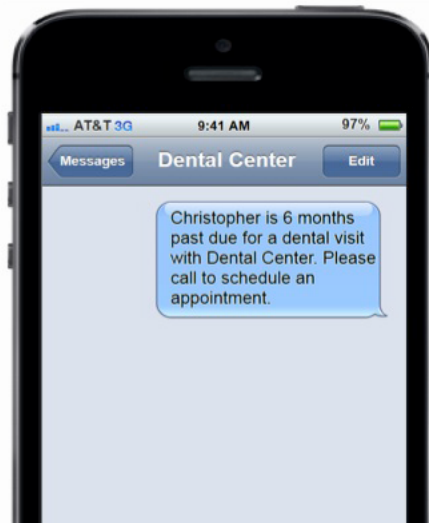 AT&T 3G 9:41 AM 97%
Messages Dental Center Edit
Christopher is 6 months
past due for a dental visit
with Dental Center. Please
call to schedule an
appointment.